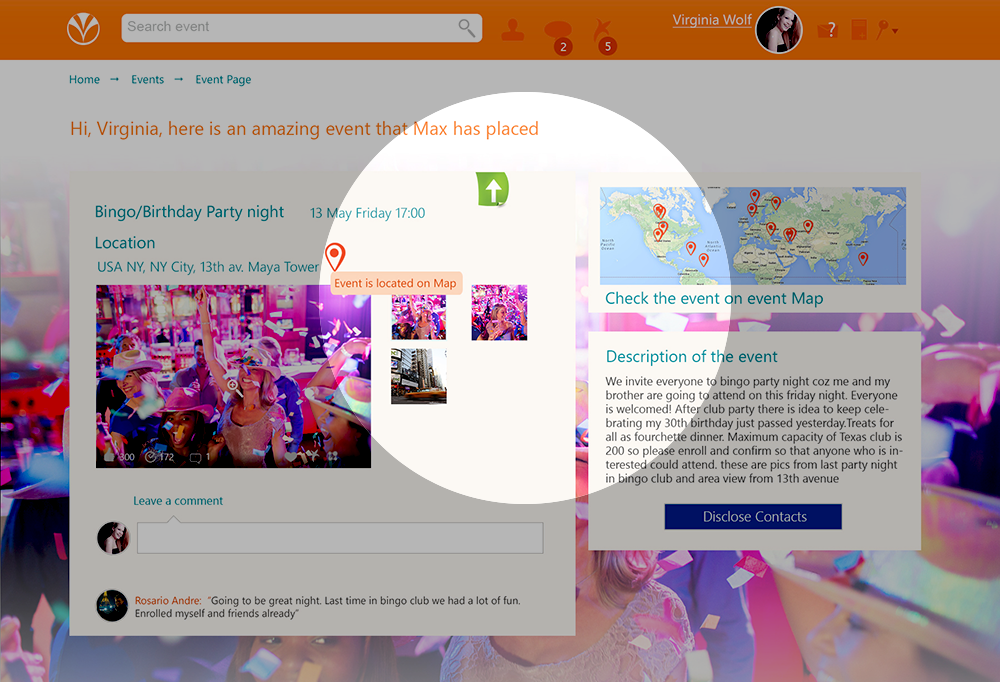 Search event
2
5
Virginia Wolf
?
Home → Events → Event Page
Hi, Virginia, here is an amazing event that Max has placed
Bingo/Birthday Party night 13 May Friday 17:00
Location
USA NY, NY City, 13th av. Maya Tower
Event is located on Map
300 172 1
Leave a comment
Rosario Andre: "Going to be great night. Last time in bingo club we had a lot of fun.
Enrolled myself and friends already"
Check the event on event Map
Description of the event
We invite everyone to bingo party night coz me and my
brother are going to attend on this friday night. Everyone
is welcomed! After club party there is idea to keep cele-
brating my 30th birthday just passed yesterday.Treats for
all as fourchette dinner. Maximum capacity of Texas club is
200 so please enroll and confirm so that anyone who is in-
terested could attend. these are pics from last party night
in bingo club and area view from 13th avenue
Disclose Contacts